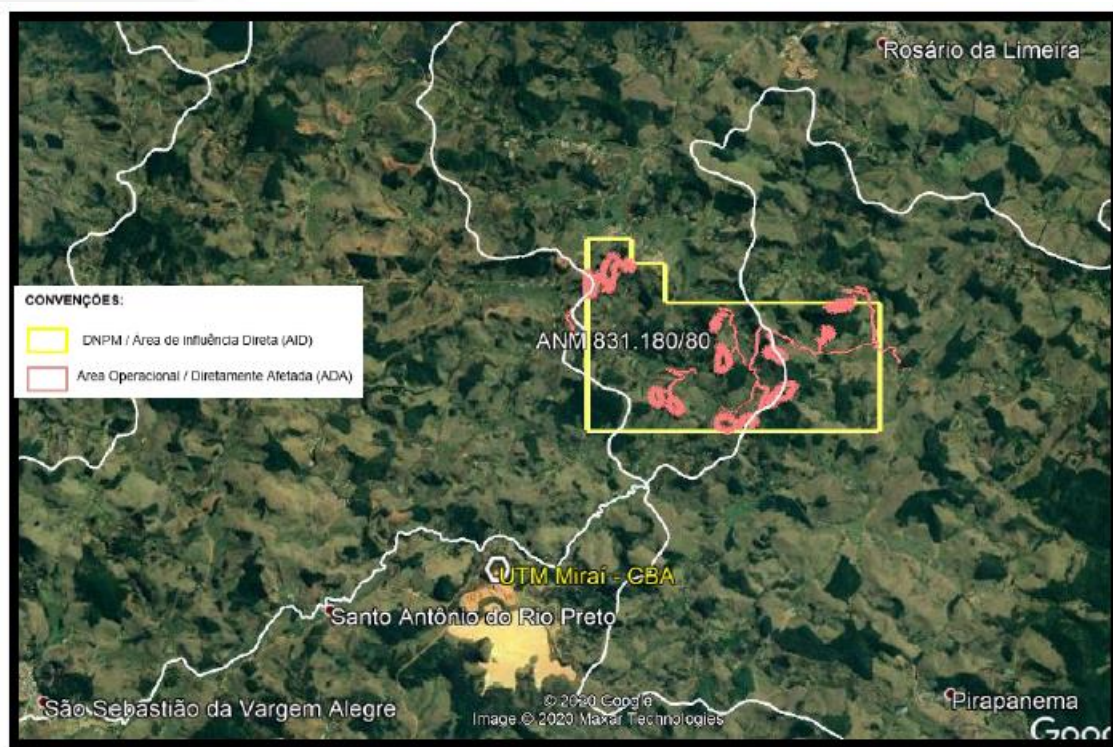 Rosário da Limeira
CONVENÇÕES:
DNPM / Área de Influência Direta (AID)
Área Operacional / Diretamente Afetada (ADA)
ANM 831.180/80
UTM Miraí - CBA
Santo Antônio do Rio Preto
São Sebastião da Vargem Alegre
Pirapanema
© 2020 Google
Image © 2020 Maxar Technologies
Goo